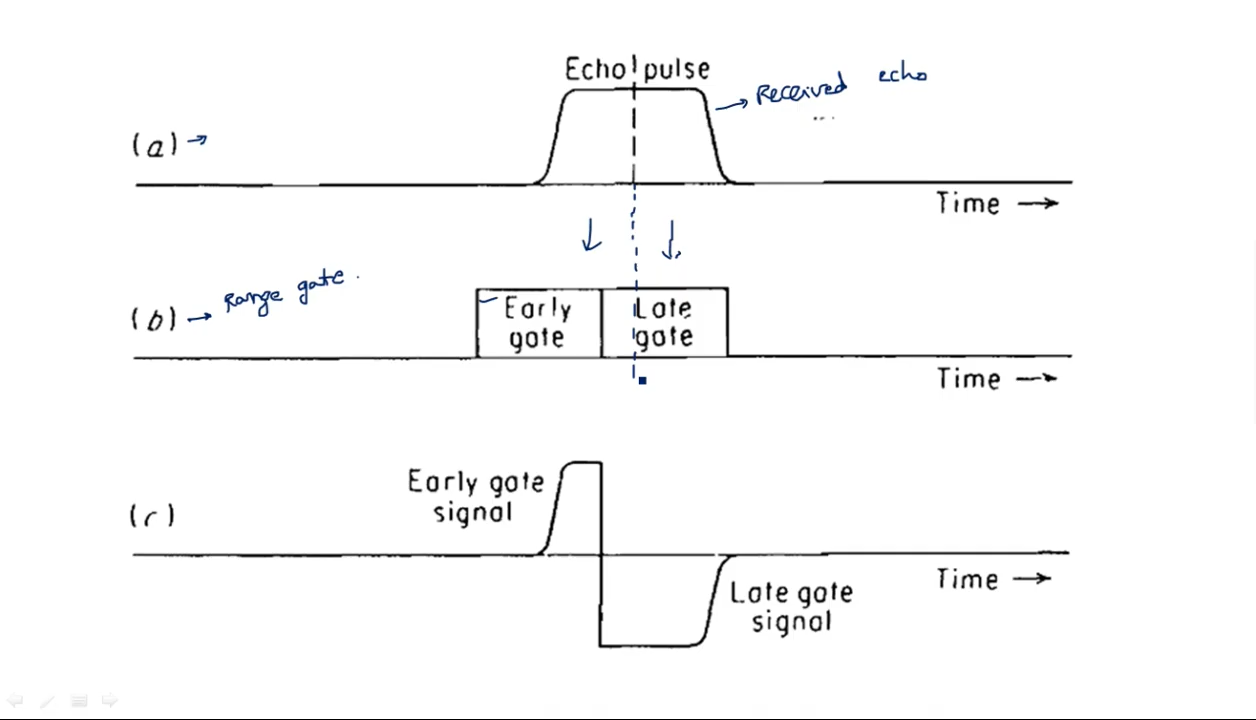 Echo pulse
Received echo
(a)
Time
Range gate
(b)
Early gate
Late gate
Time
Early gate signal
(c)
Time
Late gate signal